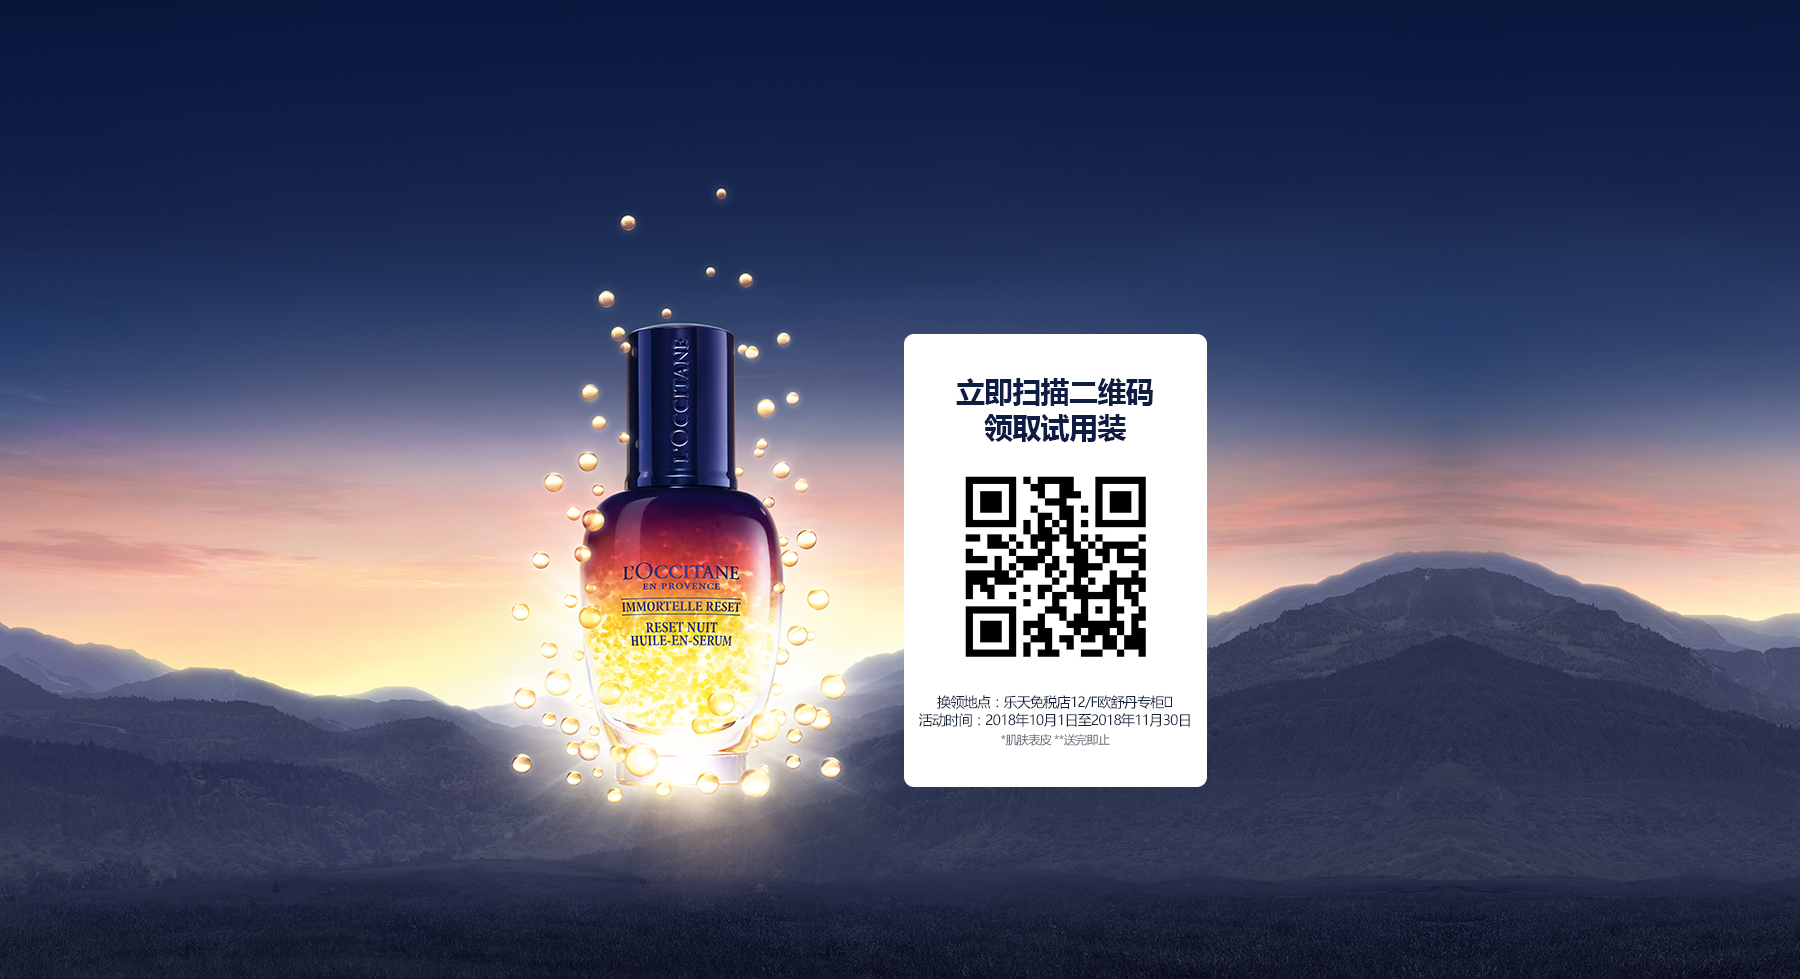 L'OCCITANE
L'OCCITANE
EN PROVENCE
IMMORTELLE RESET
RESET NUIT
HUILE-EN-SERUM
立即扫描二维码
领取试用装
换领地点：乐天免税店12/F欧舒丹专柜
活动时间：2018年10月1日至2018年11月30日
*肌肤表皮 **送完即止